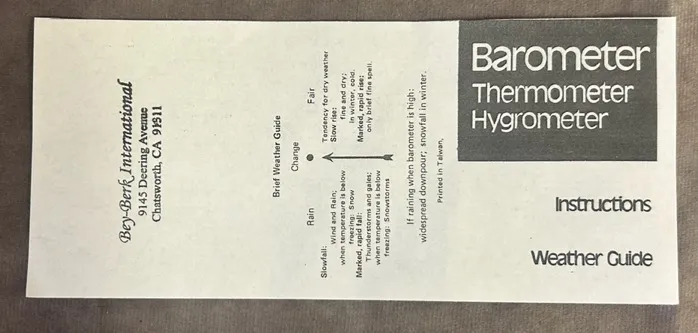 Barometer
Thermometer
Hygrometer
Instructions
Weather Guide
Bey-Berk International
9145 Deering Avenue
Chatsworth, CA 91511
Brief Weather Guide
Change
Rain
Fair
Slowfall:
Wind and Rain;
when temperature is below
freezing: Snow
Marked, rapid fall:
Thunderstorms and gales;
when temperature is below
freezing: Snowstorms
Tendency for dry weather
Slow rise:
fine and dry;
in winter, cold.
Marked, rapid rise:
only brief fine spell.
If raining when barometer is high:
widespread downpour; snowfall in winter.
Printed in Taiwan,